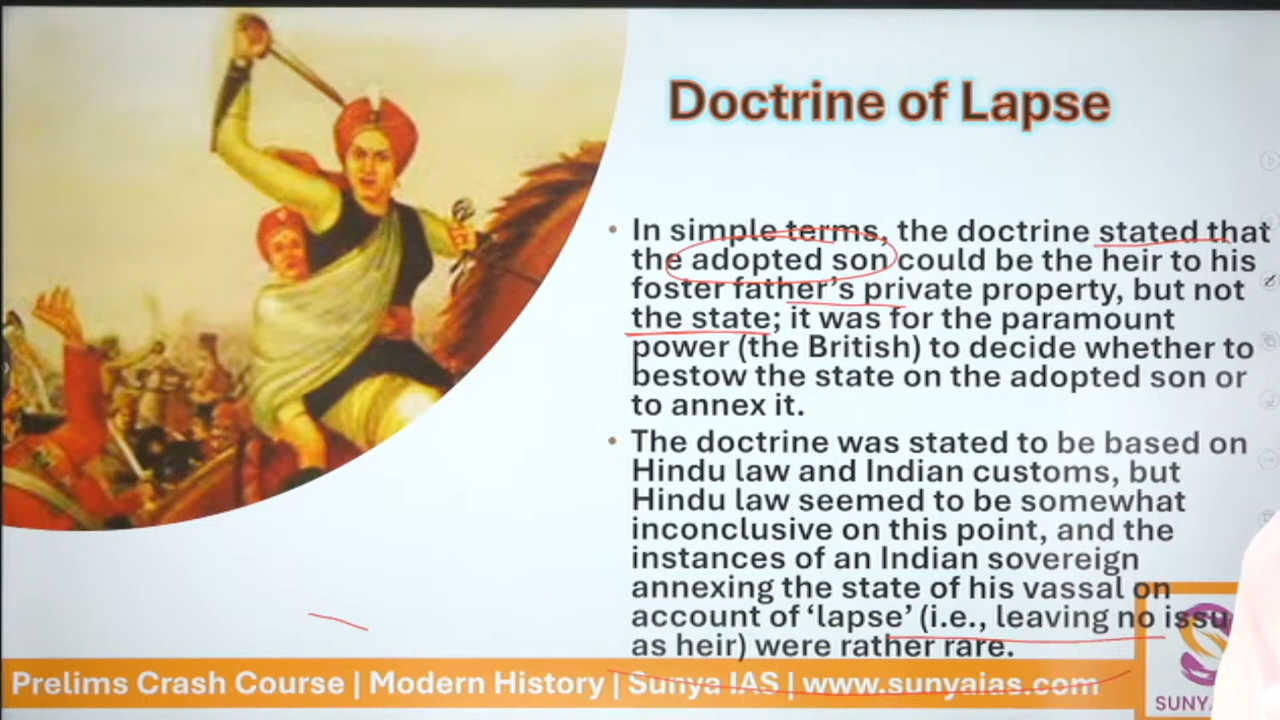 Doctrine of Lapse
• In simple terms, the doctrine stated that
the adopted son could be the heir to his
foster father's private property, but not
the state; it was for the paramount
power (the British) to decide whether to
bestow the state on the adopted son or
to annex it.
• The doctrine was stated to be based on
Hindu law and Indian customs, but
Hindu law seemed to be somewhat
inconclusive on this point, and the
instances of an Indian sovereign
annexing the state of his vassal on
account of ‘lapse’ (i.e., leaving no issu
as heir) were rather rare.
Prelims Crash Course | Modern History | Sunya IAS | www.sunyaias.com
SUNYA